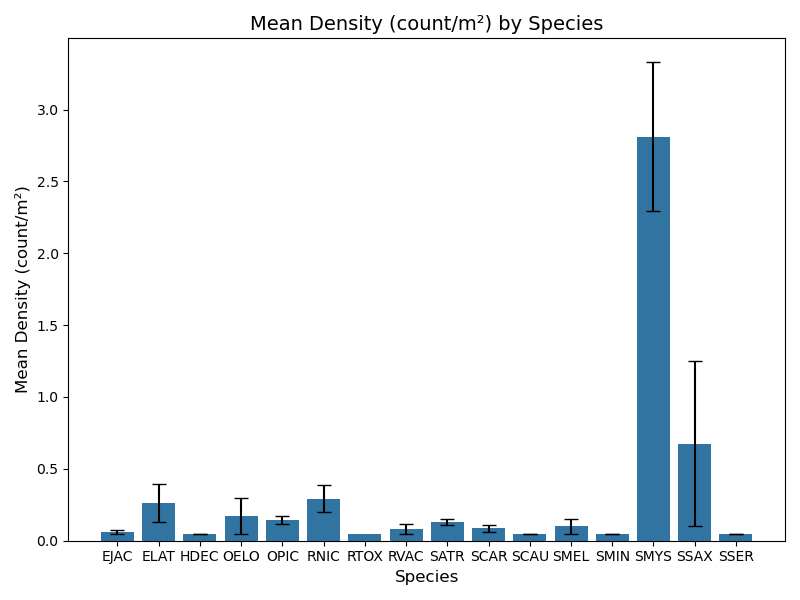 Mean Density (count/m²) by Species
Mean Density (count/m²)
3.0
2.5
2.0
1.5
1.0
0.5
0.0
EJAC ELAT HDEC OELO OPIC RNIC RTOX RVAC SATR SCAR SCAU SMEL SMIN SMYS SSAX SSER
Species